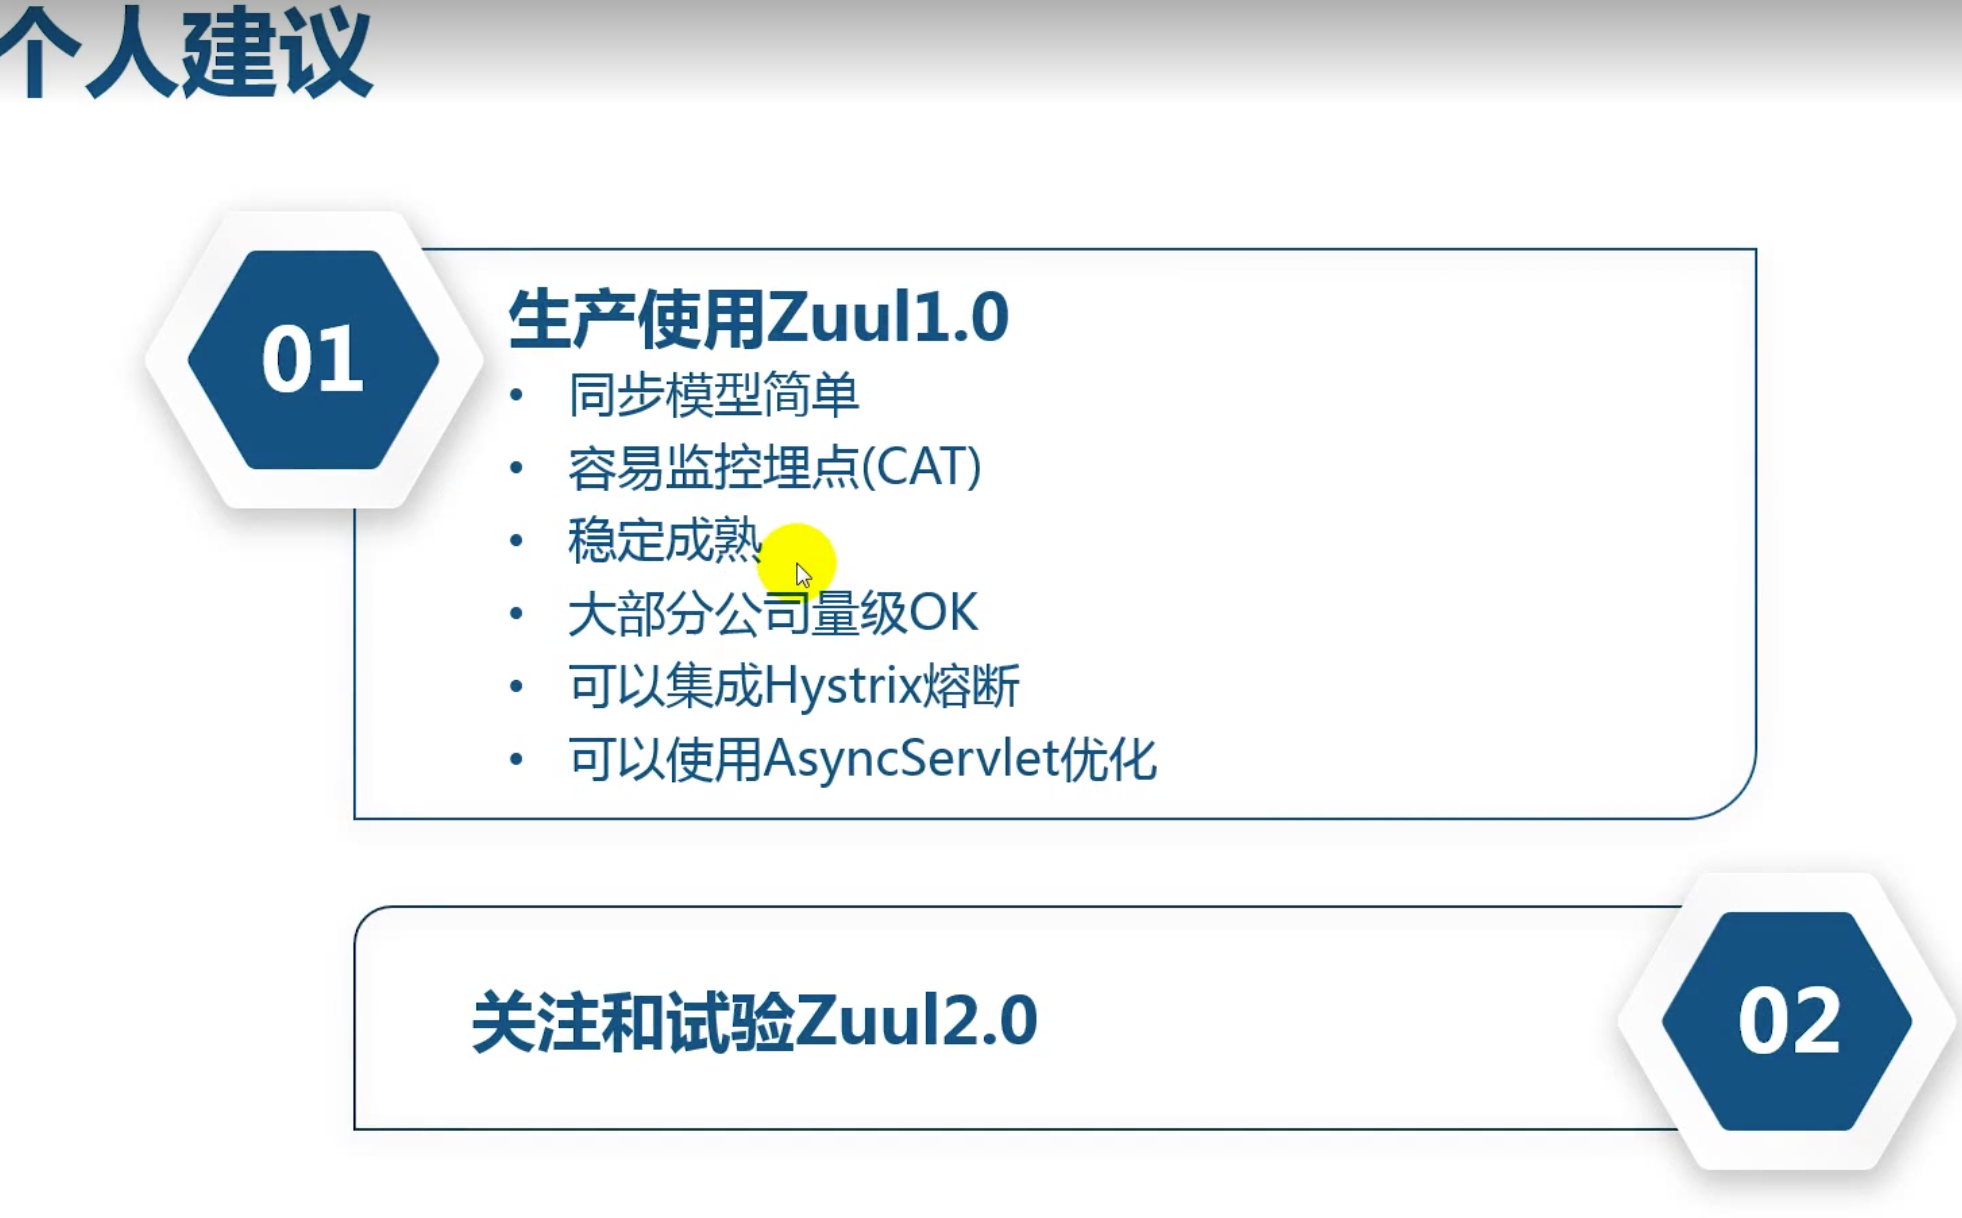 个人建议
01
生产使用Zuul1.0
• 同步模型简单
• 容易监控埋点(CAT)
• 稳定成熟
• 大部分公司量级OK
• 可以集成Hystrix熔断
• 可以使用AsyncServlet优化
关注和试验Zuul2.0
02